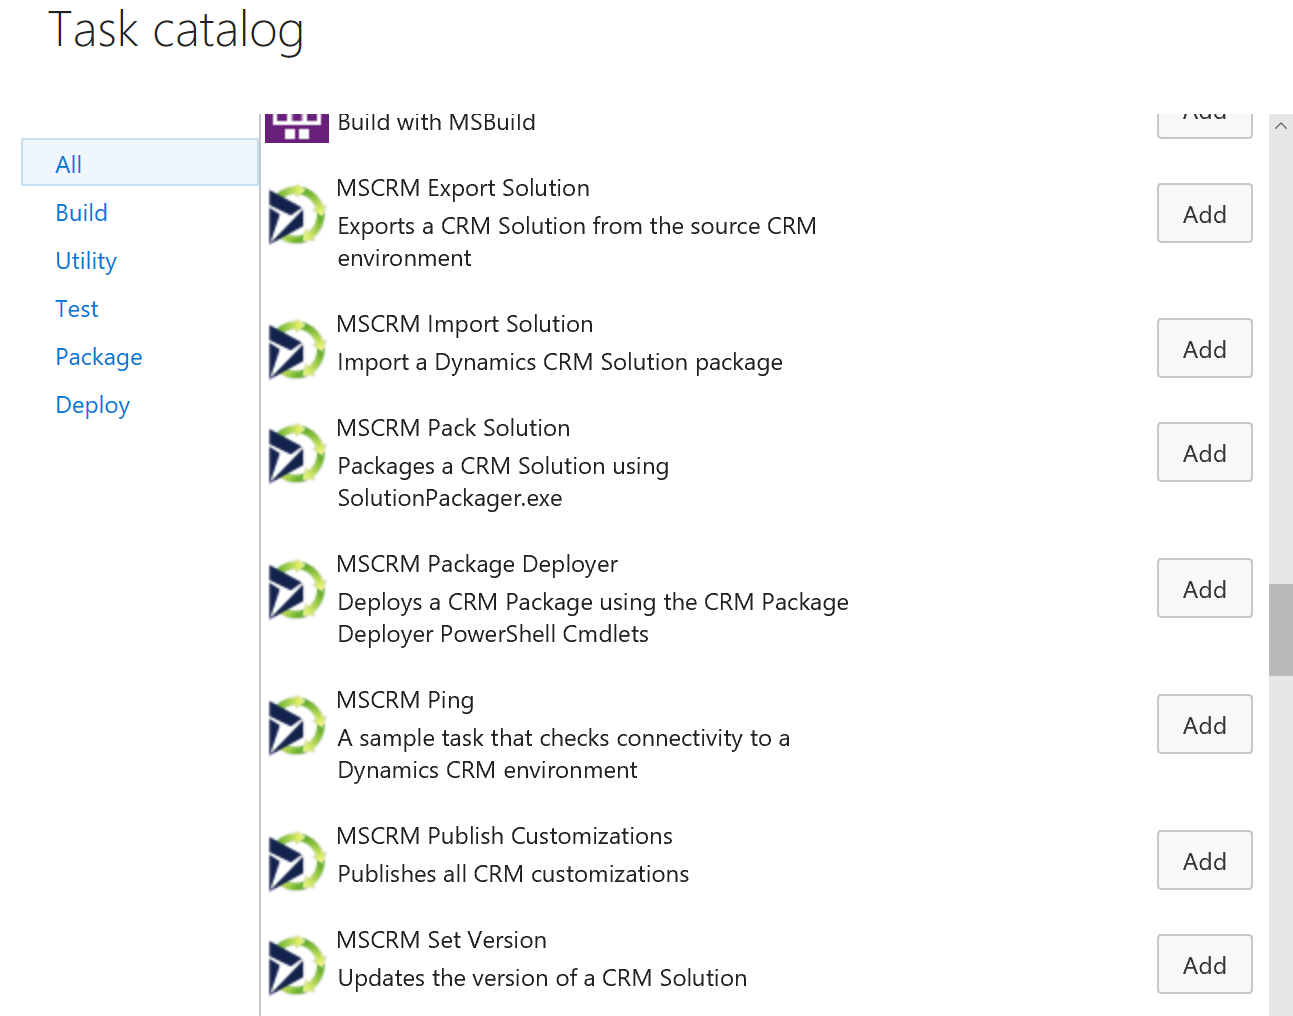 Task catalog
All
Build
Utility
Test
Package
Deploy
Build with MSBuild
Add
MSCRM Export Solution
Exports a CRM Solution from the source CRM
environment
Add
MSCRM Import Solution
Import a Dynamics CRM Solution package
Add
MSCRM Pack Solution
Packages a CRM Solution using
SolutionPackager.exe
Add
MSCRM Package Deployer
Deploys a CRM Package using the CRM Package
Deployer PowerShell Cmdlets
Add
MSCRM Ping
A sample task that checks connectivity to a
Dynamics CRM environment
Add
MSCRM Publish Customizations
Publishes all CRM customizations
Add
MSCRM Set Version
Updates the version of a CRM Solution
Add